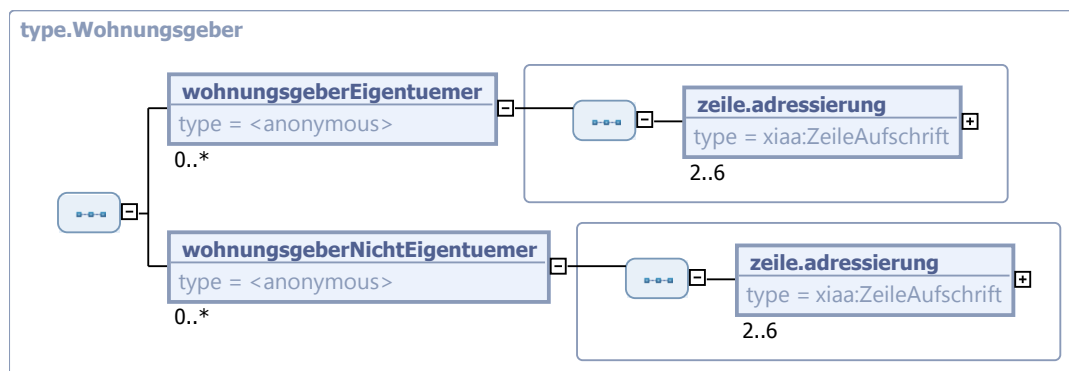 type.Wohnungsgeber
wohnungsgeberEigentuemer
type = <anonymous>
0..*
zeile.adressierung
type = xiaa:ZeileAufschrift
2..6
wohnungsgeberNichtEigentuemer
type = <anonymous>
0..*
zeile.adressierung
type = xiaa:ZeileAufschrift
2..6